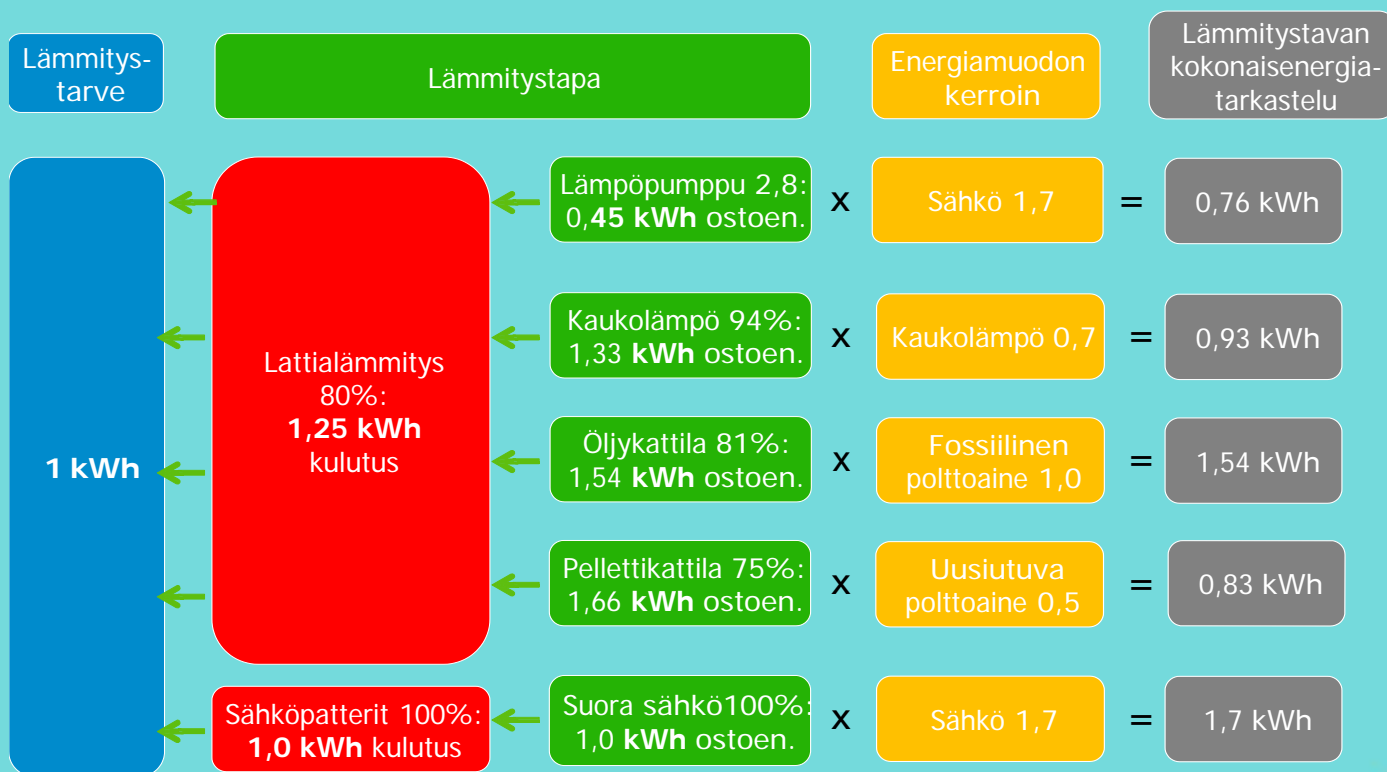 Lämmitys-
tarve
Lämmitystapa
Energiamuodon
kerroin
Lämmitystavan
kokonaisenergia-
tarkastelu
1 kWh
Lattialämmitys
80%:
1,25 kWh
kulutus
Lämpöpumppu 2,8:
0,45 kWh ostoen.
x
Sähkö 1,7
=
0,76 kWh
Kaukolämpö 94%:
1,33 kWh ostoen.
x
Kaukolämpö 0,7
=
0,93 kWh
Öljykattila 81%:
1,54 kWh ostoen.
x
Fossiilinen
polttoaine 1,0
=
1,54 kWh
Pellettikattila 75%:
1,66 kWh ostoen.
x
Uusiutuva
polttoaine 0,5
=
0,83 kWh
Sähköpatterit 100%:
1,0 kWh kulutus
Suora sähkö100%:
1,0 kWh ostoen.
x
Sähkö 1,7
=
1,7 kWh